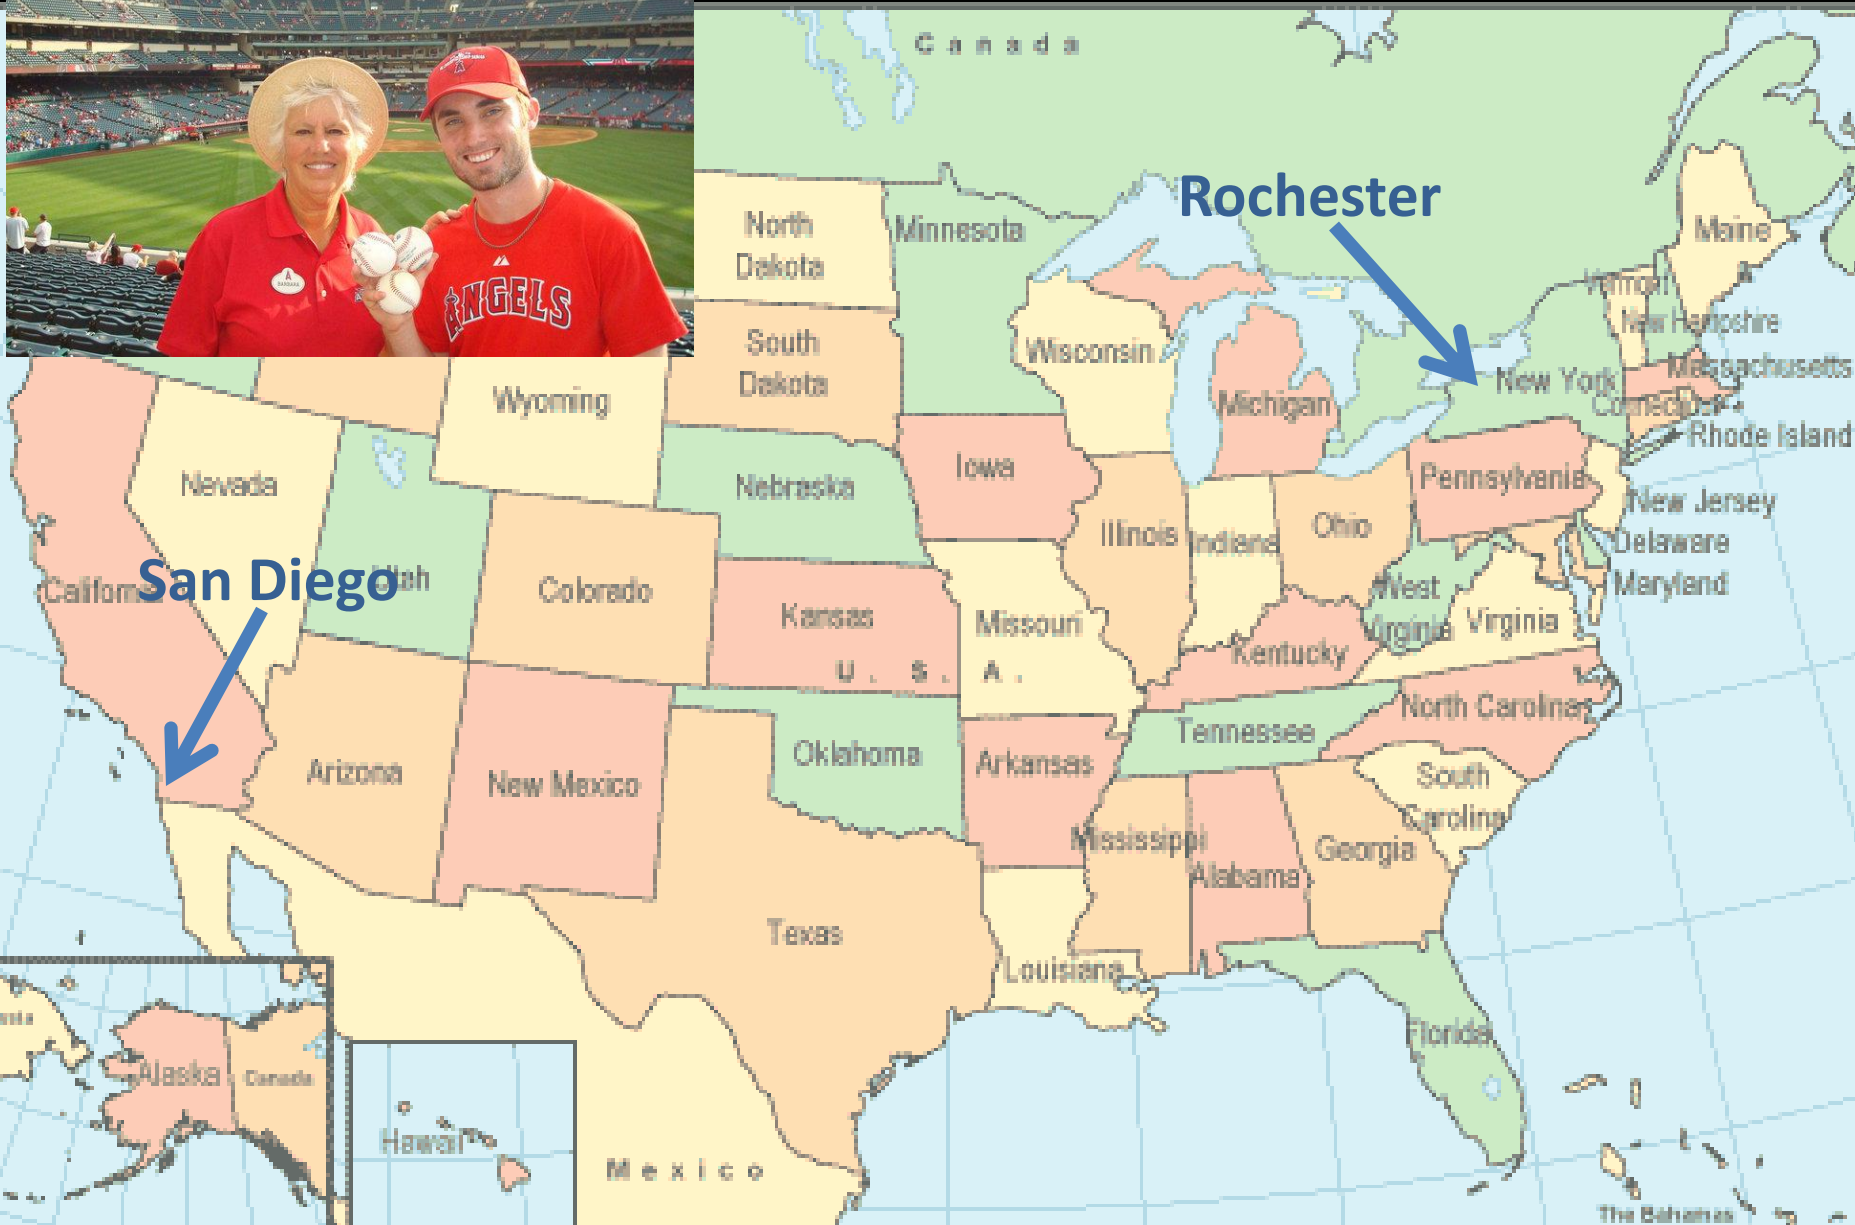 Canada
Rochester
North
Dakota
Minnesota
Maine
Vermont
New Hampshire
ANGELS
A
BARBARA
South
Dakota
Wisconsin
Massachusetts
Wyoming
Michigan
New York
Connecticut
Rhode Island
Nevada
Nebraska
Iowa
Pennsylvania
New Jersey
Illinois
Indiana
Ohio
Delaware
San Diego
California
Utah
Colorado
Kansas
Missouri
West
Virginia
Virginia
Maryland
U. S. A.
Kentucky
North Carolina
Tennessee
Oklahoma
Arkansas
Arizona
New Mexico
South
Carolina
Mississippi
Alabama
Georgia
Texas
Louisiana
Florida
Alaska
Canada
Hawaii
Mexico
The Bahamas